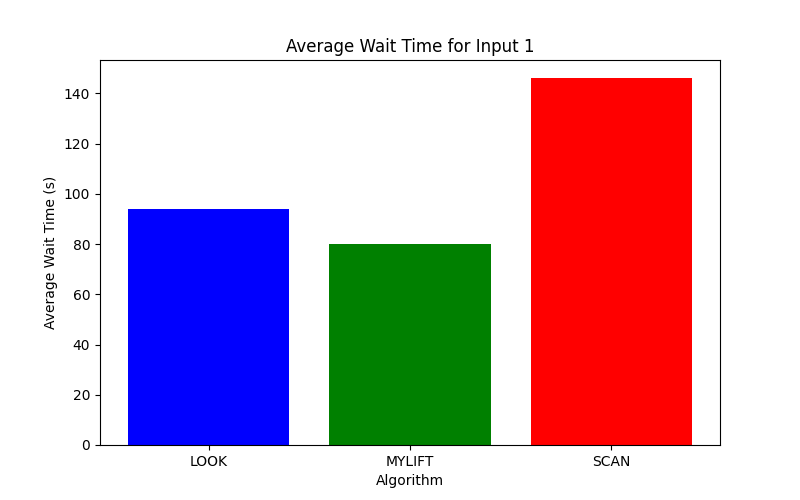 Average Wait Time for Input 1
Average Wait Time (s)
140
120
100
80
60
40
20
0
LOOK MYLIFT SCAN
Algorithm